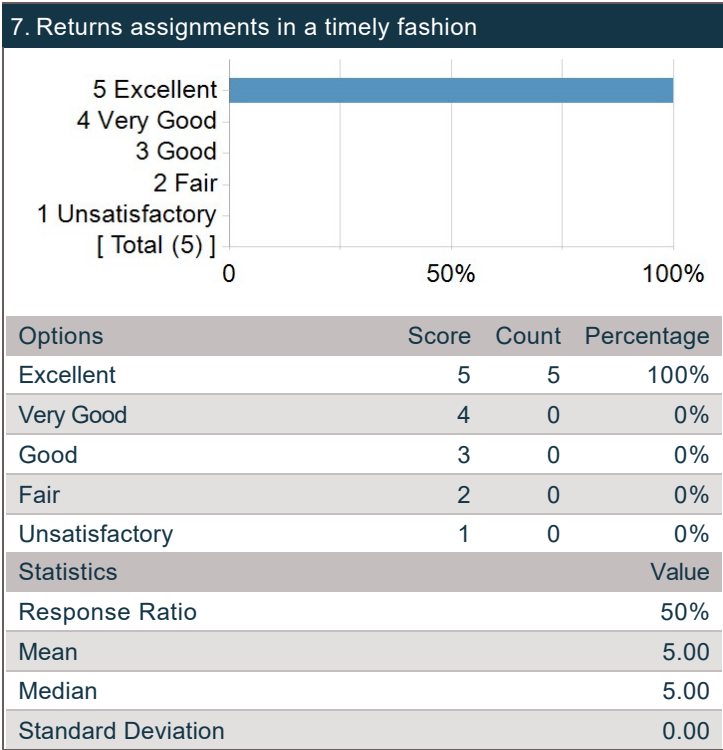 7. Returns assignments in a timely fashion
5 Excellent
4 Very Good
3 Good
2 Fair
1 Unsatisfactory
[ Total (5) ]
0 50% 100%
Options Score Count Percentage
Excellent 5 5 100%
Very Good 4 0 0%
Good 3 0 0%
Fair 2 0 0%
Unsatisfactory 1 0 0%
Statistics Value
Response Ratio 50%
Mean 5.00
Median 5.00
Standard Deviation 0.00